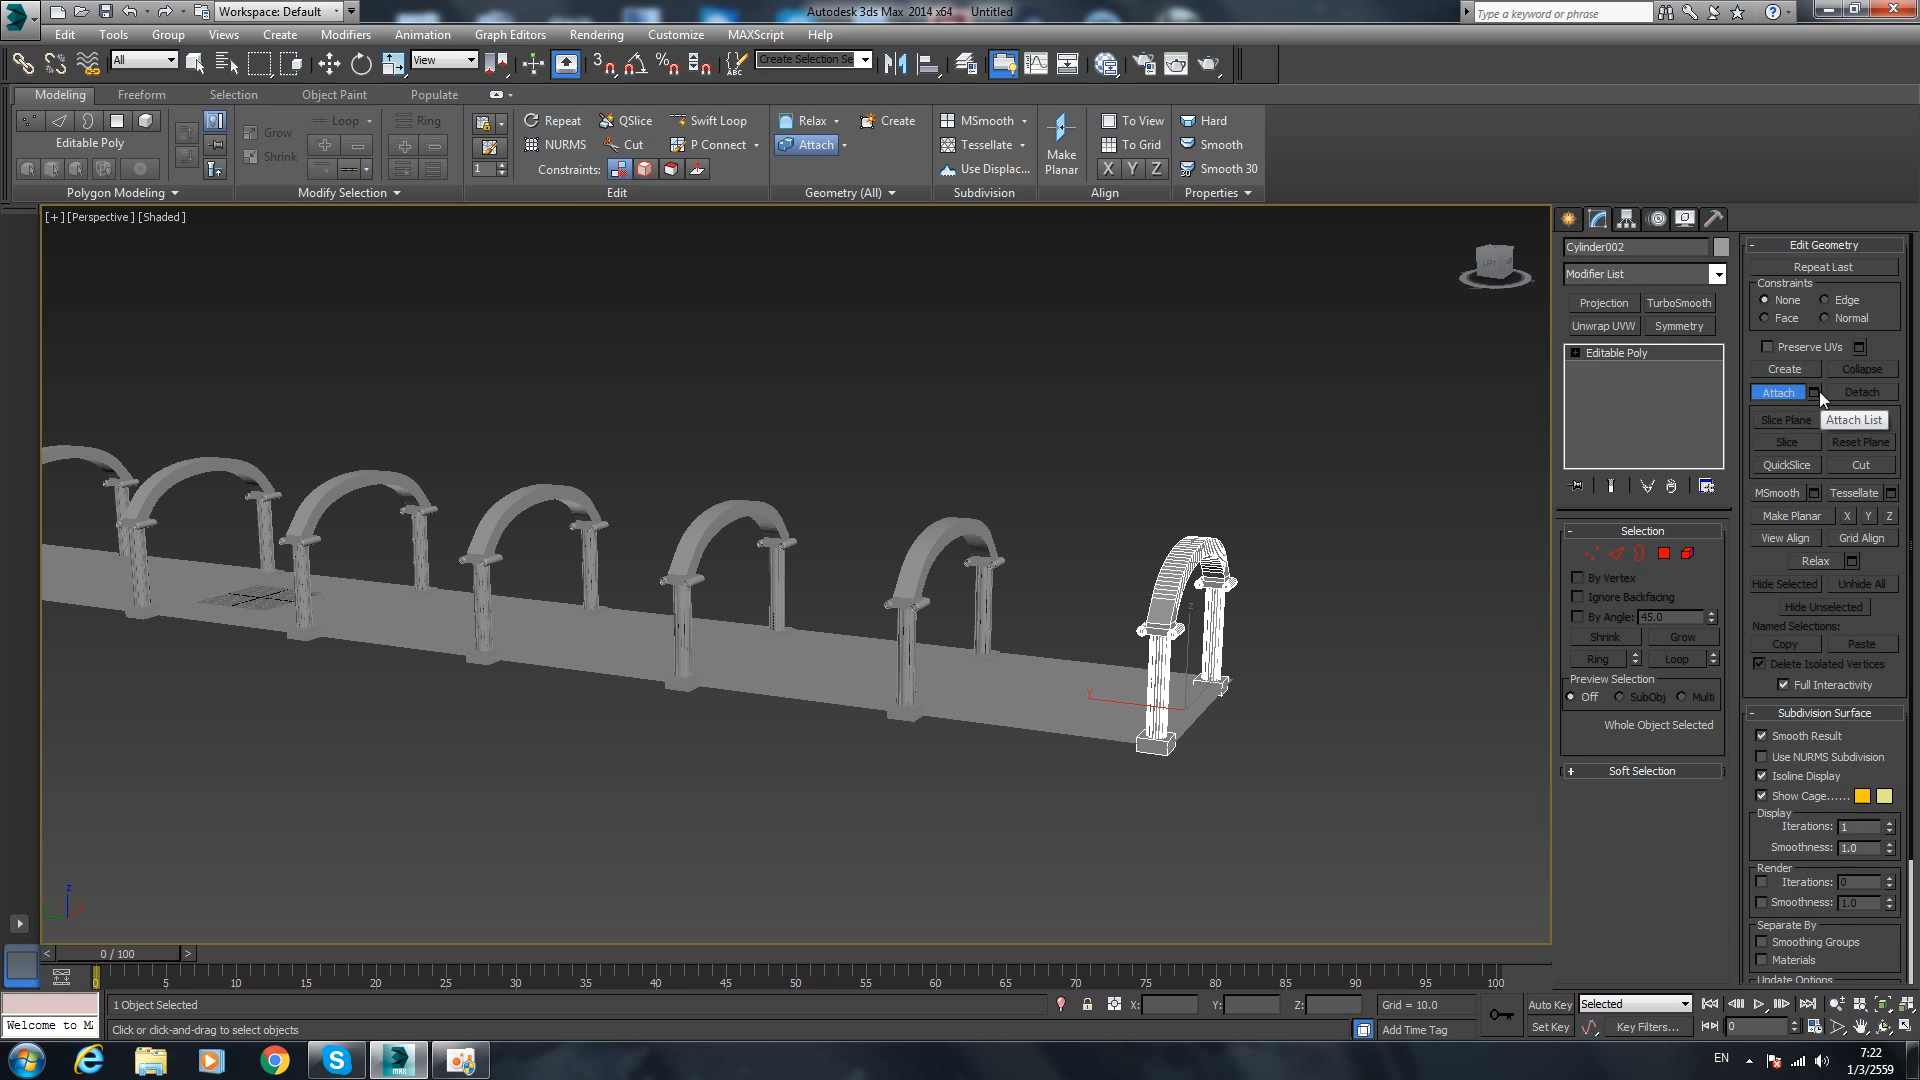 Workspace: Default
Autodesk 3ds Max 2014 x64    Untitled
Type a keyword or phrase
Edit Tools Group Views Create Modifiers Animation Graph Editors Rendering Customize MAXScript Help
All View Create Selection Se
Modeling Freeform Selection Object Paint Populate
Loop Ring Repeat QSlice Swift Loop Relax Create MSmooth To View Hard
Editable Poly Grow NURMS Cut P Connect Attach Tessellate Make Planar To Grid Smooth
Shrink 1 Constraints: Use Displac... X Y Z Smooth 30
Polygon Modeling Modify Selection Edit Geometry (All) Subdivision Align Properties
[+] [Perspective] [Shaded]
Cylinder002
Modifier List
Projection TurboSmooth
Unwrap UVW Symmetry
Editable Poly
Selection
By Vertex
Ignore Backfacing
By Angle: 45.0
Shrink Grow
Ring Loop
Preview Selection
Off SubObj Multi
Whole Object Selected
Soft Selection
Edit Geometry
Repeat Last
Constraints
None Edge
Face Normal
Preserve UVs
Create Collapse
Attach Detach
Slice Plane Attach List
Slice Reset Plane
QuickSlice Cut
MSmooth Tessellate
Make Planar X Y Z
View Align Grid Align
Relax
Hide Selected Unhide All
Hide Unselected
Named Selections:
Copy Paste
Delete Isolated Vertices
Full Interactivity
Subdivision Surface
Smooth Result
Use NURMS Subdivision
Isoline Display
Show Cage......
Display
Iterations: 1
Smoothness: 1.0
Render
Iterations: 0
Smoothness: 1.0
Separate By
Smoothing Groups
Materials
Update Options
0 / 100
0 5 10 15 20 25 30 35 40 45 50 55 60 65 70 75 80 85 90 95 100
1 Object Selected X: Y: Z: Grid = 10.0 Auto Key Selected
Welcome to M Click or click-and-drag to select objects Add Time Tag Set Key Key Filters... 0
EN 7:22
1/3/2559